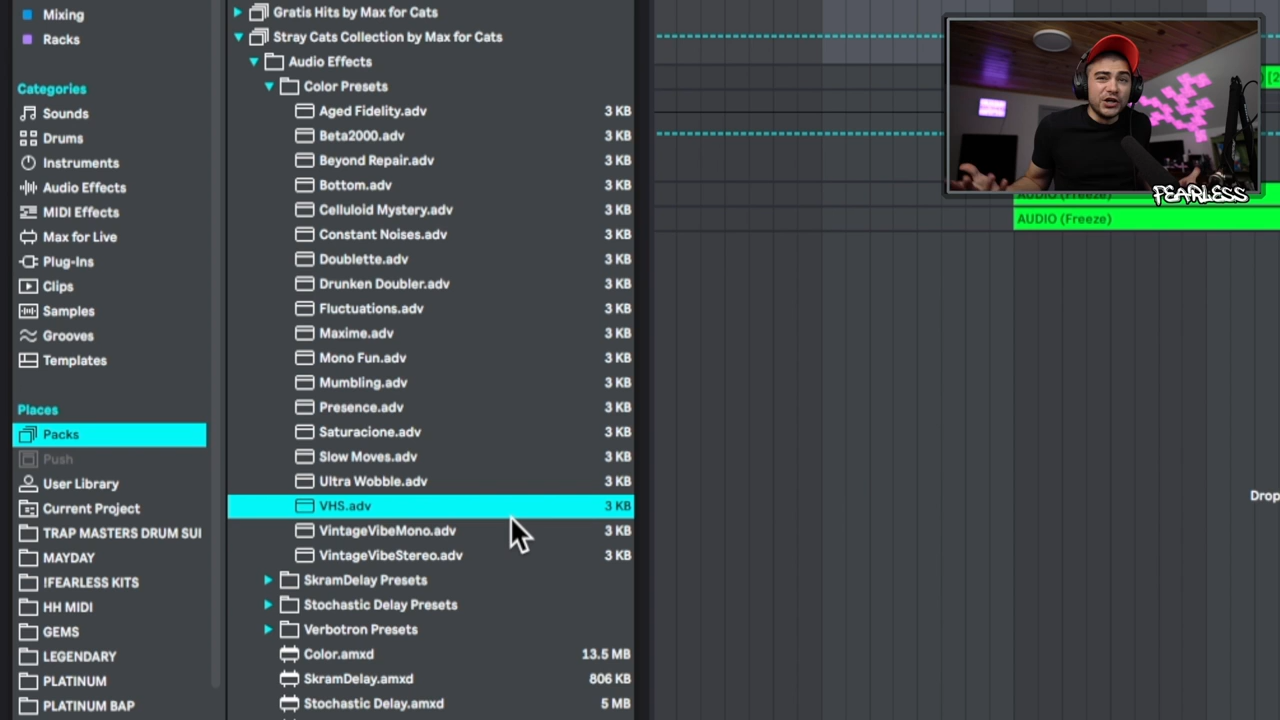 Mixing
Racks
Categories
Sounds
Drums
Instruments
Audio Effects
MIDI Effects
Max for Live
Plug-Ins
Clips
Samples
Grooves
Templates
Places
Packs
Push
User Library
Current Project
TRAP MASTERS DRUM SUI
MAYDAY
!FEARLESS KITS
HH MIDI
GEMS
LEGENDARY
PLATINUM
PLATINUM BAP
Gratis Hits by Max for Cats
Stray Cats Collection by Max for Cats
Audio Effects
Color Presets
Aged Fidelity.adv 3 KB
Beta2000.adv 3 KB
Beyond Repair.adv 3 KB
Bottom.adv 3 KB
Celluloid Mystery.adv 3 KB
Constant Noises.adv 3 KB
Doublette.adv 3 KB
Drunken Doubler.adv 3 KB
Fluctuations.adv 3 KB
Maxime.adv 3 KB
Mono Fun.adv 3 KB
Mumbling.adv 3 KB
Presence.adv 3 KB
Saturacione.adv 3 KB
Slow Moves.adv 3 KB
Ultra Wobble.adv 3 KB
VHS.adv 3 KB
VintageVibeMono.adv 3 KB
VintageVibeStereo.adv 3 KB
SkramDelay Presets
Stochastic Delay Presets
Verbotron Presets
Color.amxd 13.5 MB
SkramDelay.amxd 806 KB
Stochastic Delay.amxd 5 MB
[2
FEARLESS
AUDIO (Freeze)
AUDIO (Freeze)
Drop